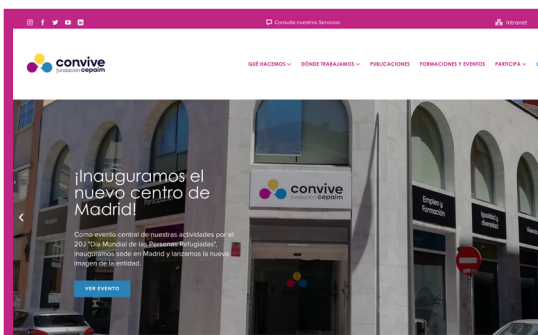 Consulta nuestras Servicios
Intranet
convive
fundación cepaim
QUÉ HACEMOS
DÓNDE TRABAJAMOS
PUBLICACIONES
FORMACIONES Y EVENTOS
PARTICIPA
¡Inauguramos el
nuevo centro de
Madrid!
Como evento central de nuestras actividades por el
20J "Día Mundial de las Personas Refugiadas",
inauguramos sede en Madrid y lanzamos la nueva
imagen de la entidad.
VER EVENTO
convive
fundación cepaim
Empleo y
Formación
Igualdad y
diversidad